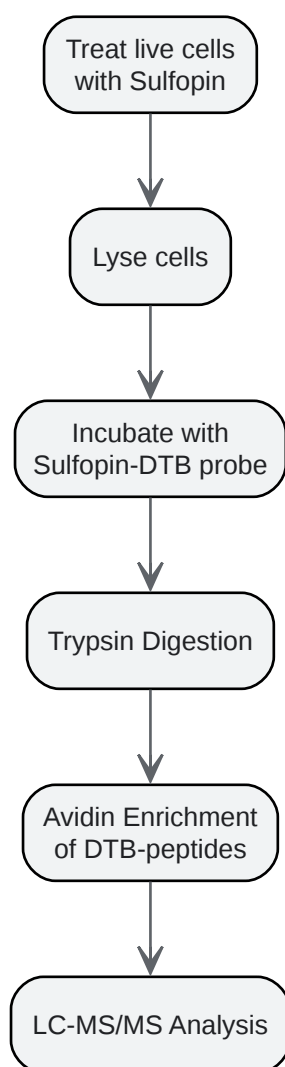 Treat live cells
with Sulfopin
Lyse cells
Incubate with
Sulfopin-DTB probe
Trypsin Digestion
Avidin Enrichment
of DTB-peptides
LC-MS/MS Analysis